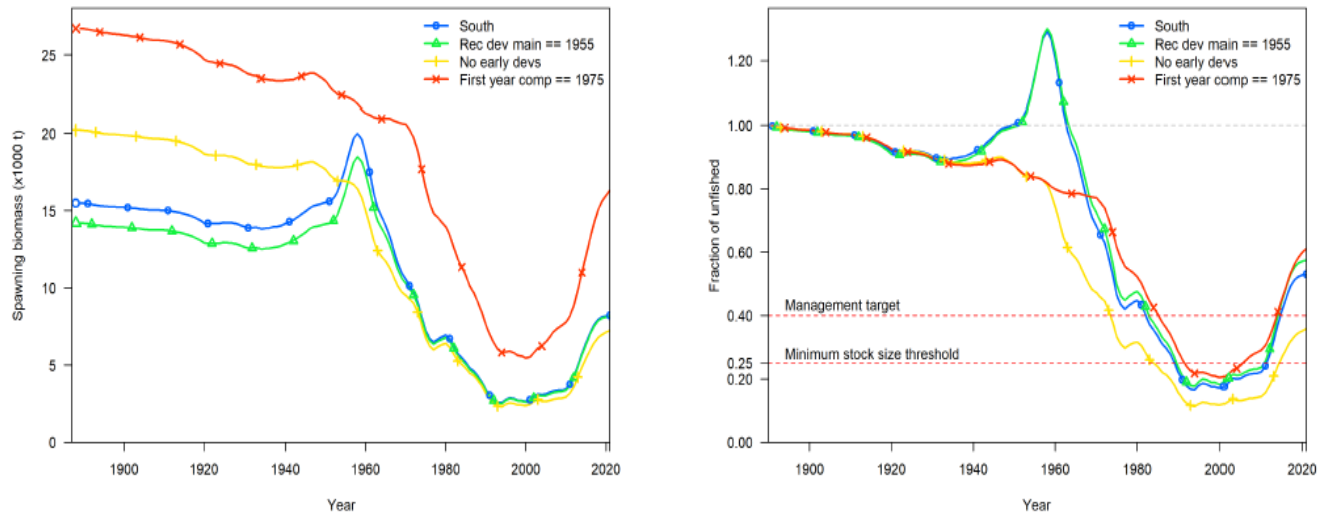 South
Rec dev main == 1955
No early devs
First year comp == 1975
Spawning biomass (x1000 t)
25
20
15
10
5
0
1900 1920 1940 1960 1980 2000 2020
Year
South
Rec dev main == 1955
No early devs
First year comp == 1975
Fraction of unfished
1.20
1.00
0.80
0.60
0.40
0.25
0.20
0.00
Management target
Minimum stock size threshold
1900 1920 1940 1960 1980 2000 2020
Year